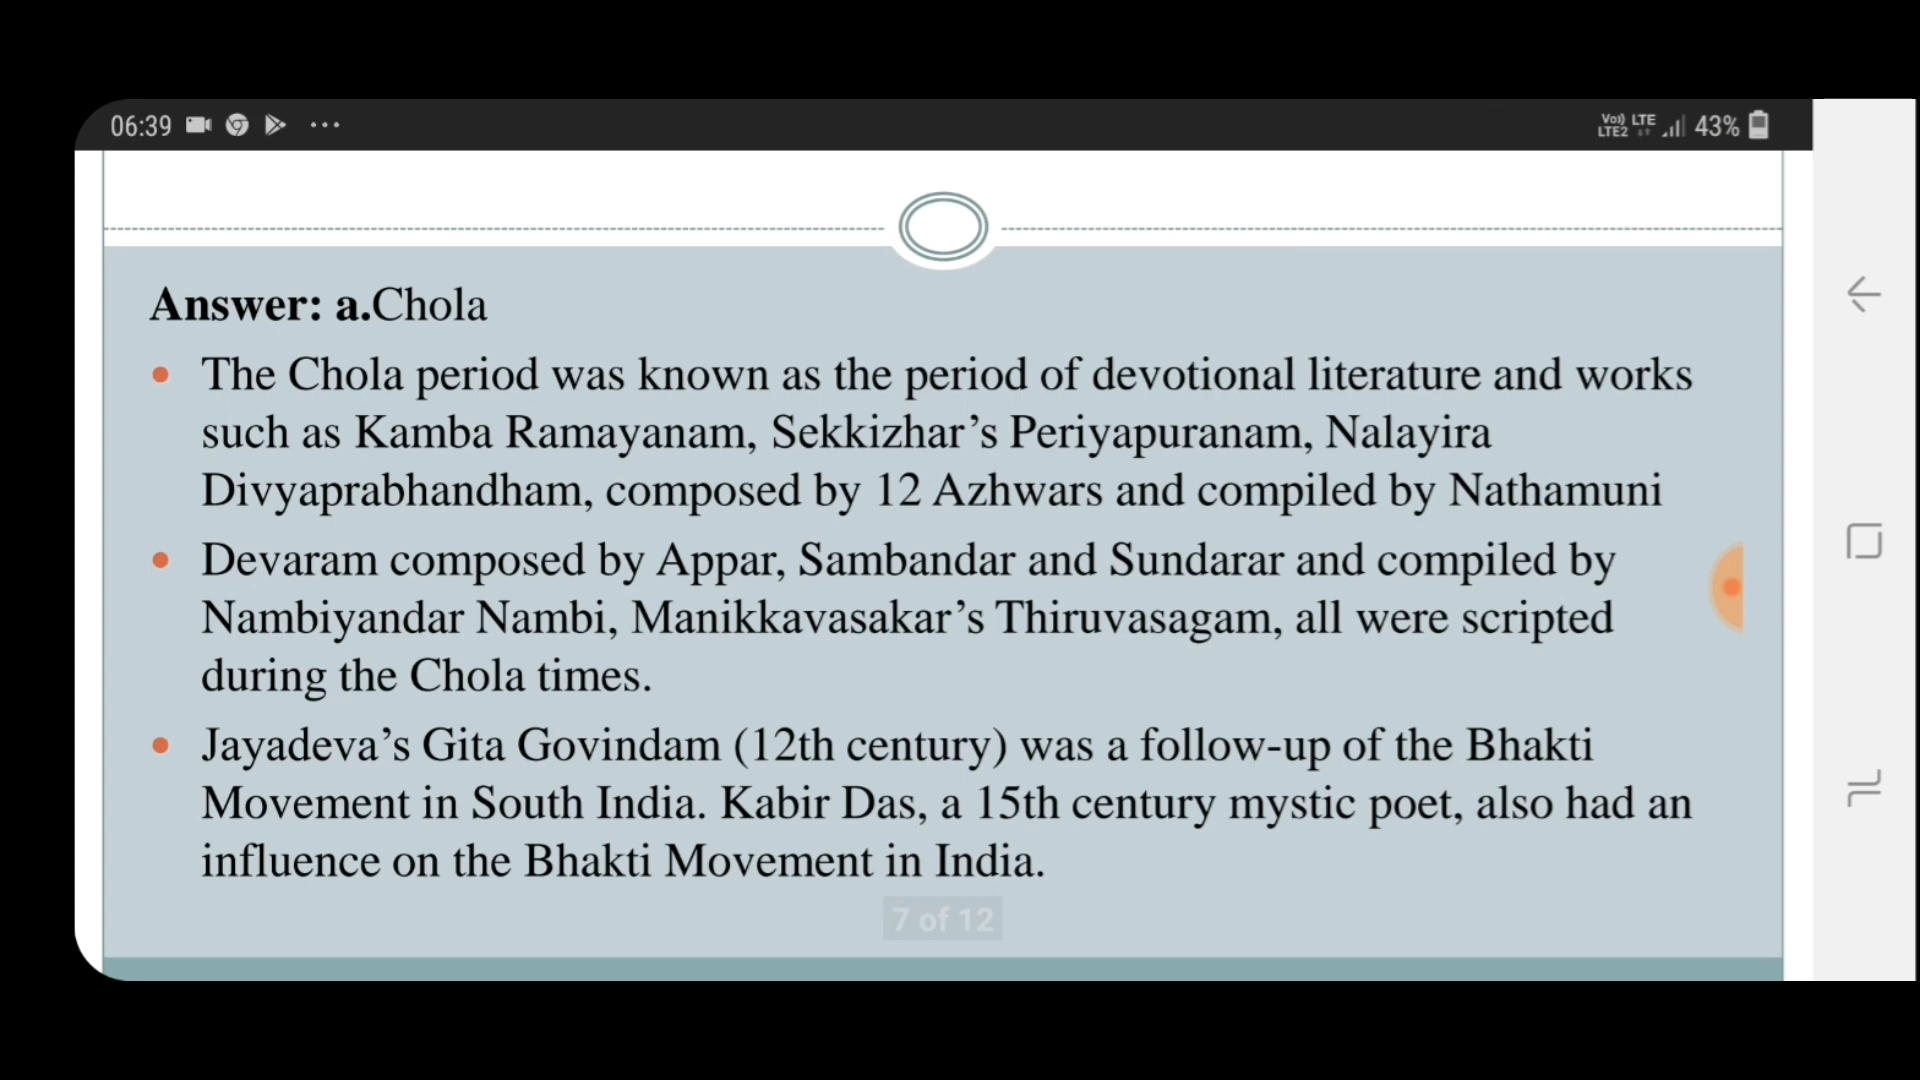 06:39
Vo)) LTE
LTE2
43%
Answer: a.Chola
The Chola period was known as the period of devotional literature and works
such as Kamba Ramayanam, Sekkizhar’s Periyapuranam, Nalayira
Divyaprabhandham, composed by 12 Azhwars and compiled by Nathamuni
Devaram composed by Appar, Sambandar and Sundarar and compiled by
Nambiyandar Nambi, Manikkavasakar’s Thiruvasagam, all were scripted
during the Chola times.
Jayadeva’s Gita Govindam (12th century) was a follow-up of the Bhakti
Movement in South India. Kabir Das, a 15th century mystic poet, also had an
influence on the Bhakti Movement in India.
7 of 12